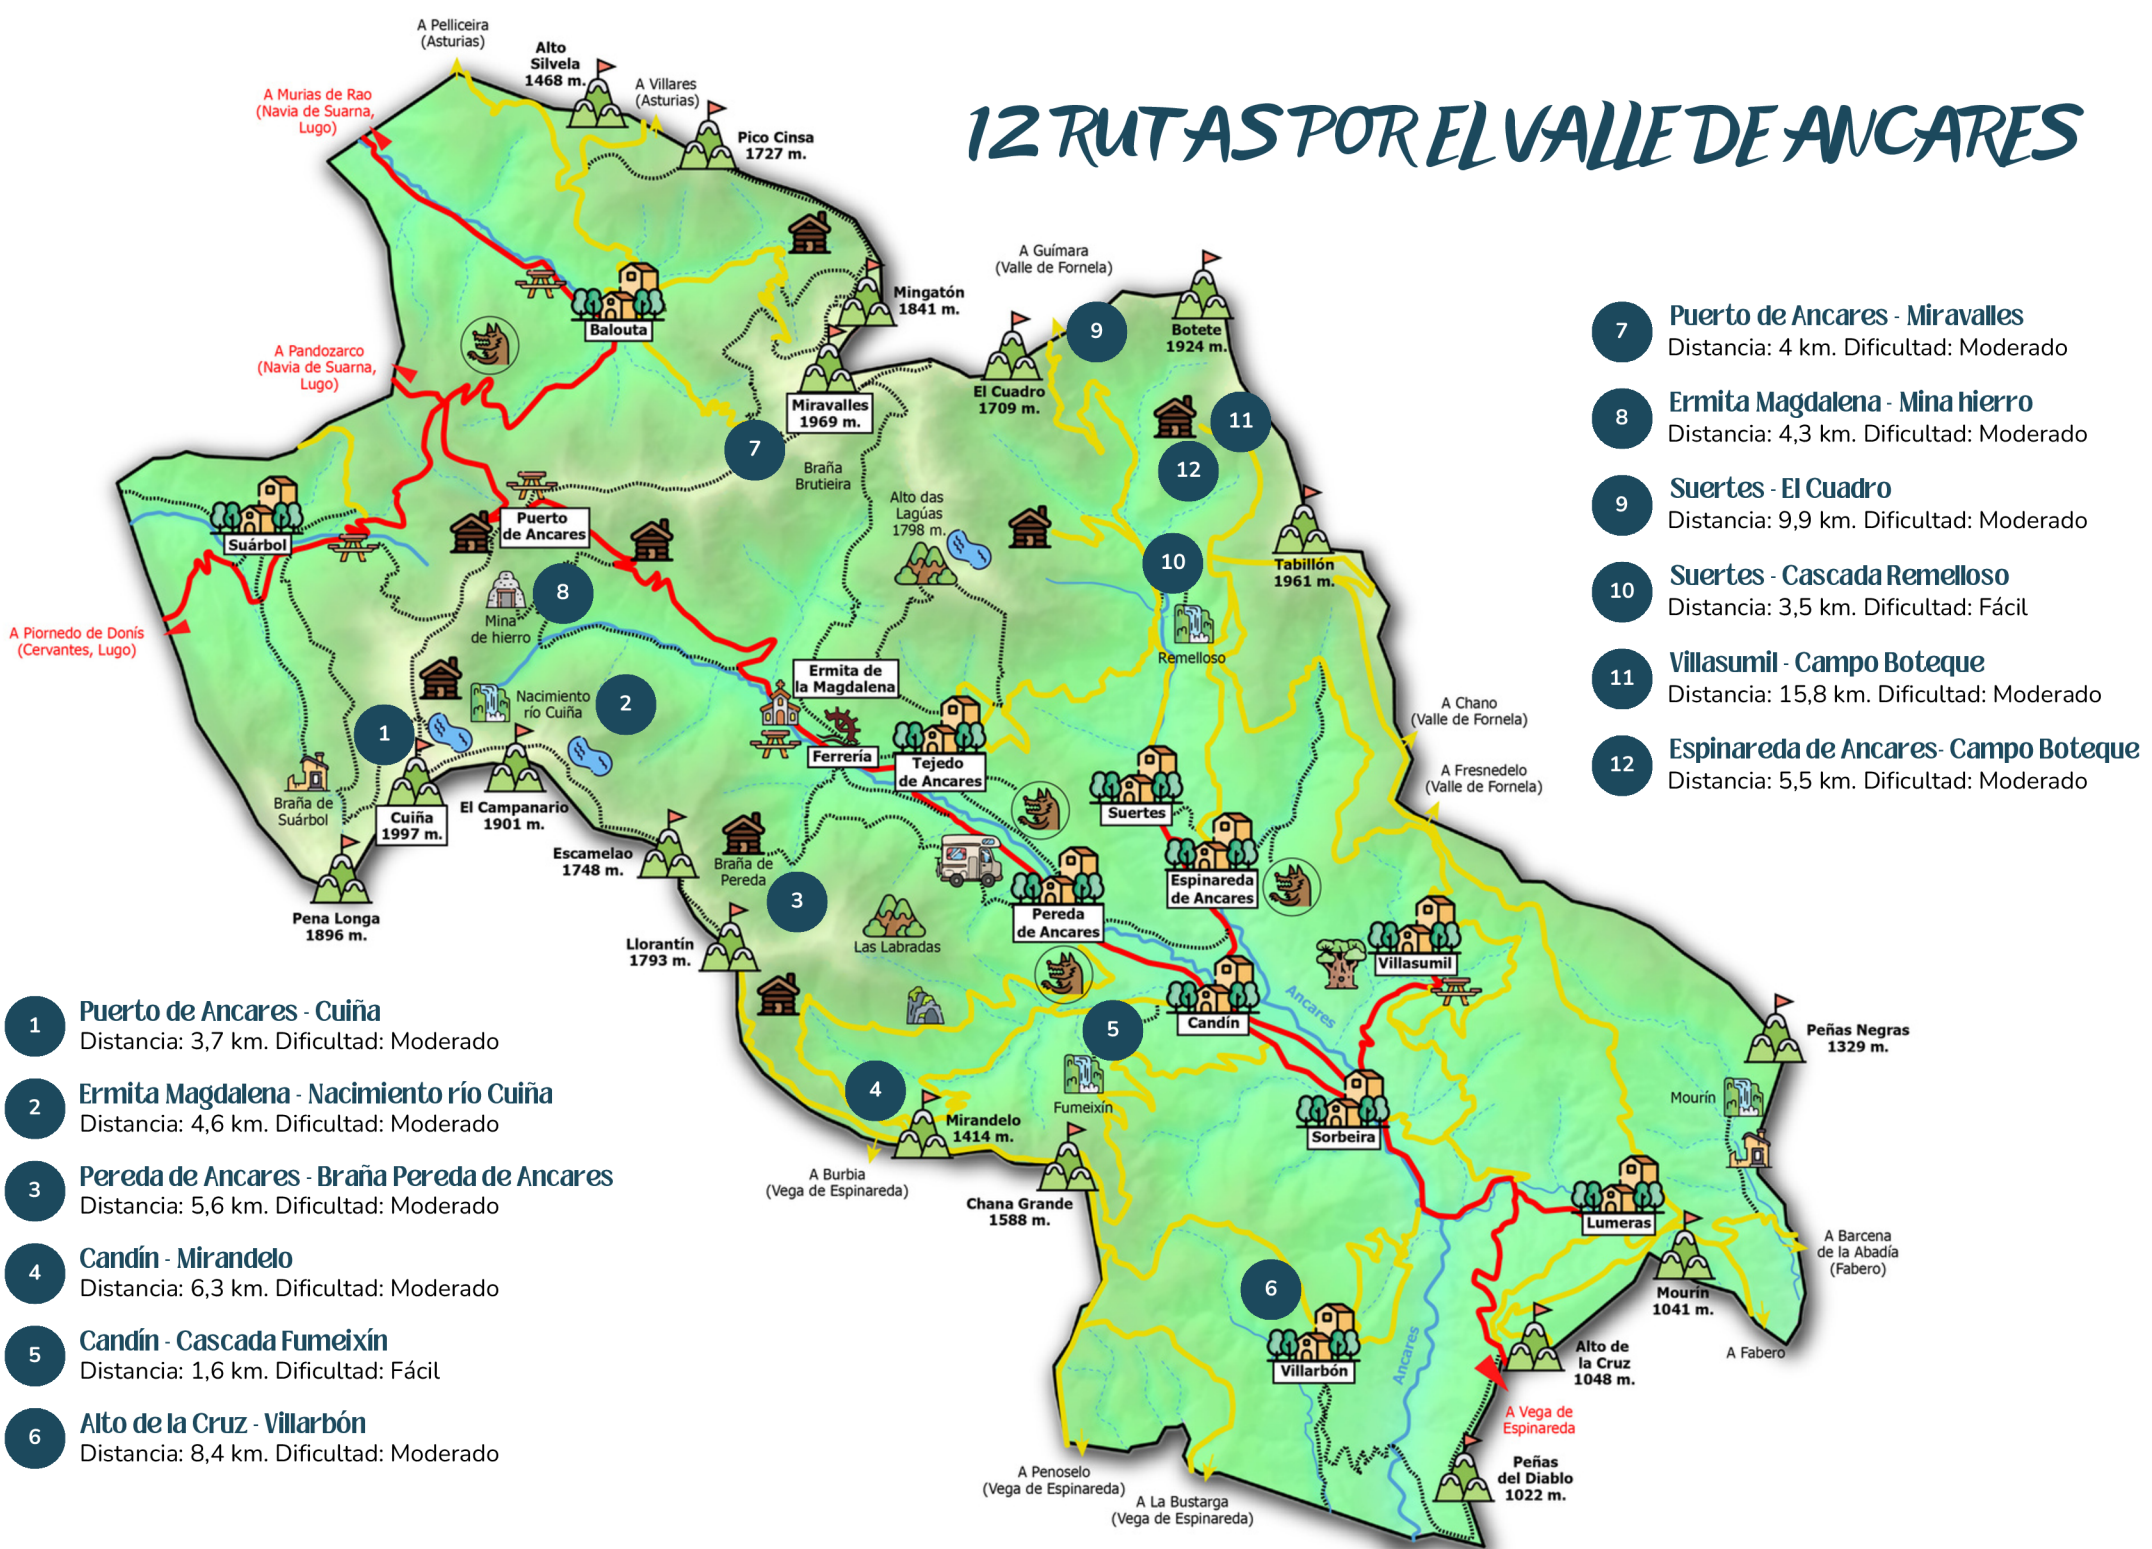 12 RUTAS POR EL VALLE DE ANCARES
A Pelliceira
(Asturias)
Alto
Silvela
1468 m.
A Villares
(Asturias)
A Murias de Rao
(Navia de Suarna,
Lugo)
Pico Cinsa
1727 m.
A Guímara
(Valle de Fornela)
Mingatón
1841 m.
Balouta
Botete
1924 m.
9
A Pandozarco
(Navia de Suarna,
Lugo)
El Cuadro
1709 m.
Miravalles
1969 m.
11
7
12
Braña
Brutieira
Alto das
Lagúas
1798 m.
Puerto
de Ancares
Suárbol
10
Tabillón
1961 m.
8
Mina
de hierro
A Piornedo de Donís
(Cervantes, Lugo)
Remelloso
Ermita de
la Magdalena
Nacimiento
río Cuiña
2
1
A Chano
(Valle de Fornela)
Ferrería
Tejedo
de Ancares
A Fresnedelo
(Valle de Fornela)
Braña de
Suárbol
Cuiña
1997 m.
El Campanario
1901 m.
Suertes
Escamelao
1748 m.
Braña de
Pereda
3
Espinareda
de Ancares
Pena Longa
1896 m.
Pereda
de Ancares
Llorantín
1793 m.
Las Labradas
Villasumil
Ancares
Candín
5
Peñas Negras
1329 m.
4
Fumeixín
Mourín
Mirandelo
1414 m.
Sorbeira
A Burbia
(Vega de Espinareda)
Chana Grande
1588 m.
Lumeras
A Barcena
de la Abadía
(Fabero)
6
Mourín
1041 m.
Villarbón
Ancares
Alto de
la Cruz
1048 m.
A Fabero
A Vega de
Espinareda
A Penoselo
(Vega de Espinareda)
A La Bustarga
(Vega de Espinareda)
Peñas
del Diablo
1022 m.
1
Puerto de Ancares - Cuiña
Distancia: 3,7 km. Dificultad: Moderado
2
Ermita Magdalena - Nacimiento río Cuiña
Distancia: 4,6 km. Dificultad: Moderado
3
Pereda de Ancares - Braña Pereda de Ancares
Distancia: 5,6 km. Dificultad: Moderado
4
Candín - Mirandelo
Distancia: 6,3 km. Dificultad: Moderado
5
Candín - Cascada Fumeixín
Distancia: 1,6 km. Dificultad: Fácil
6
Alto de la Cruz - Villarbón
Distancia: 8,4 km. Dificultad: Moderado
7
Puerto de Ancares - Miravalles
Distancia: 4 km. Dificultad: Moderado
8
Ermita Magdalena - Mina hierro
Distancia: 4,3 km. Dificultad: Moderado
9
Suertes - El Cuadro
Distancia: 9,9 km. Dificultad: Moderado
10
Suertes - Cascada Remelloso
Distancia: 3,5 km. Dificultad: Fácil
11
Villasumil - Campo Boteque
Distancia: 15,8 km. Dificultad: Moderado
12
Espinareda de Ancares- Campo Boteque
Distancia: 5,5 km. Dificultad: Moderado